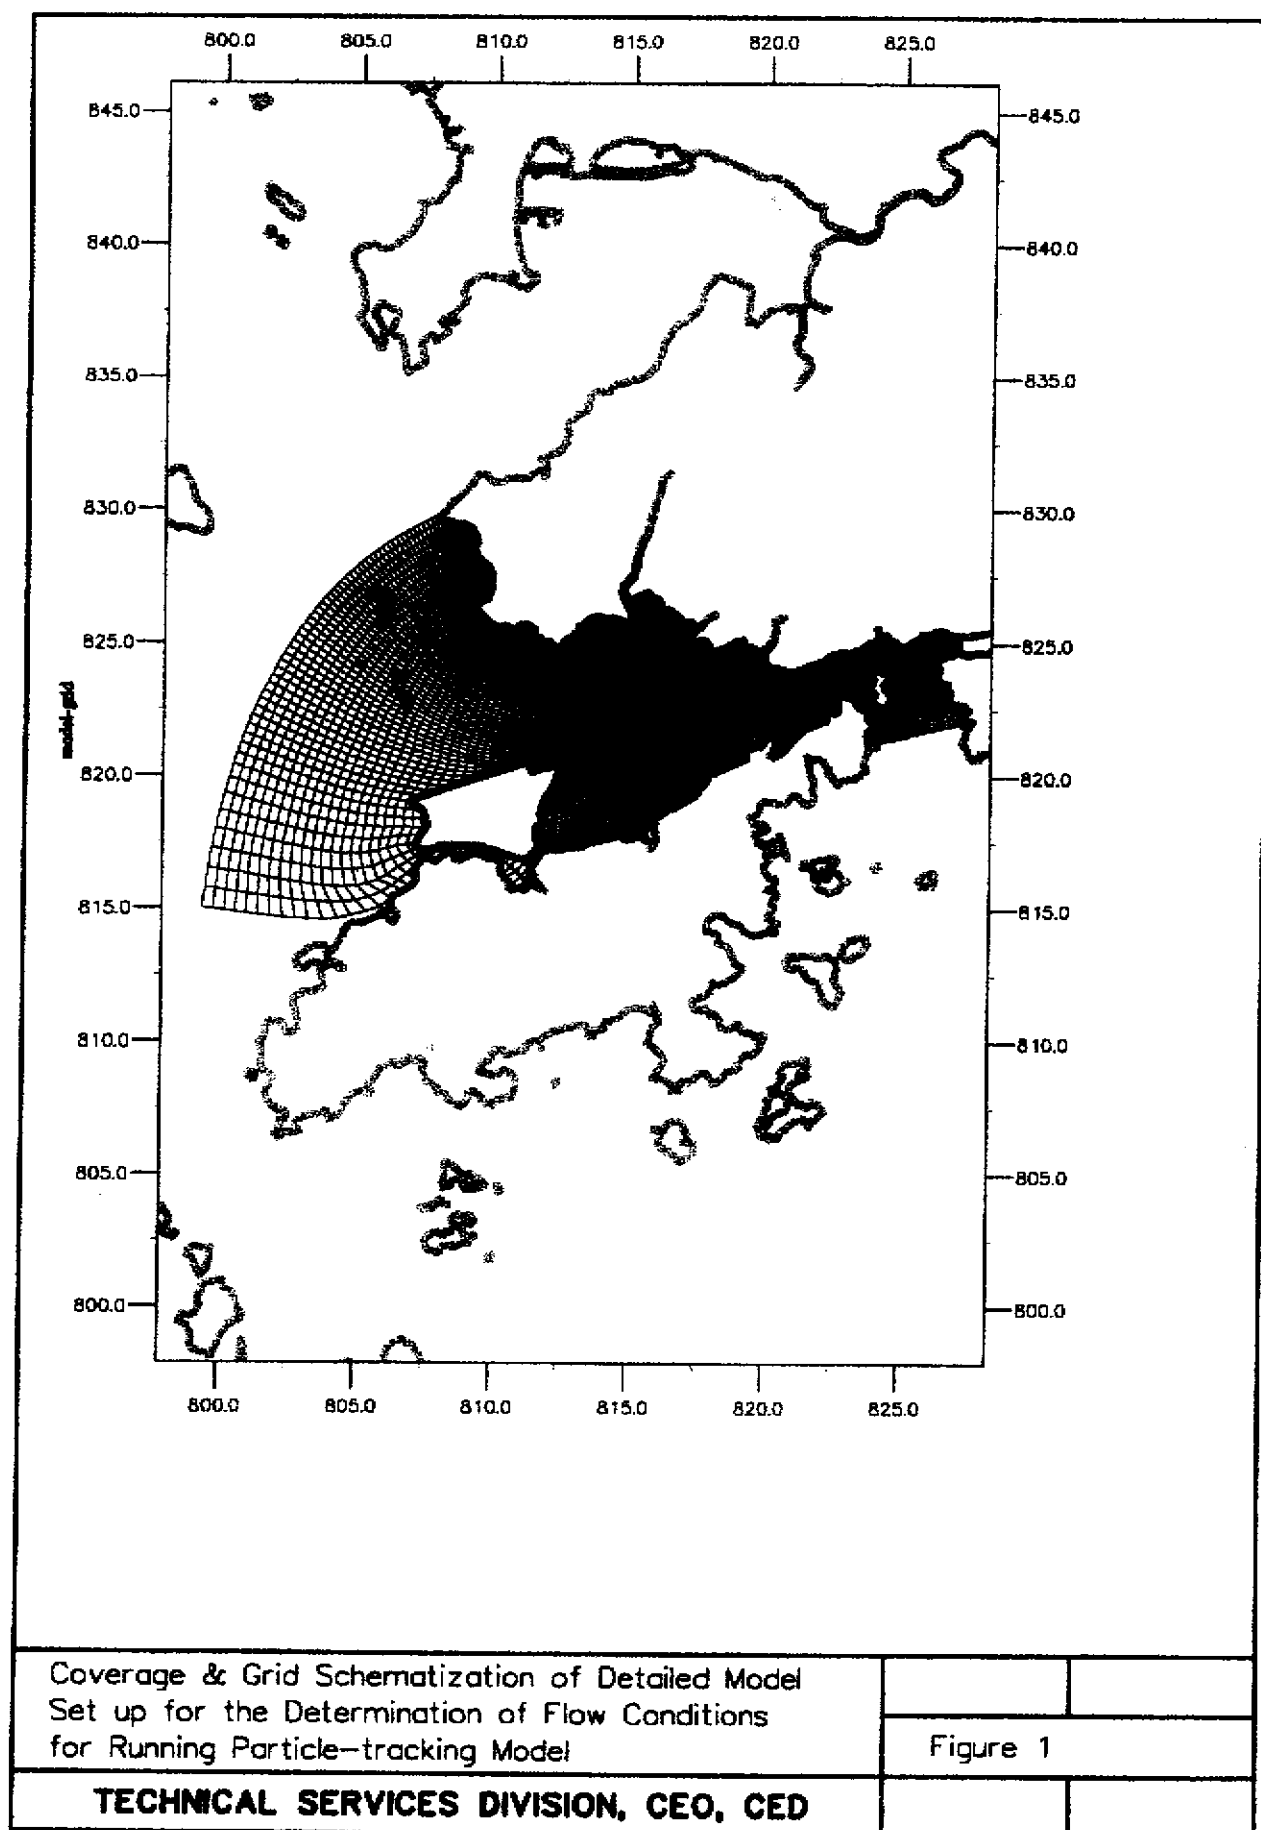 800.0 805.0 810.0 815.0 820.0 825.0
845.0 845.0
840.0 840.0
835.0 835.0
830.0 830.0
825.0 825.0
model-grid
820.0 820.0
815.0 815.0
810.0 810.0
805.0 805.0
800.0 800.0
800.0 805.0 810.0 815.0 820.0 825.0
Coverage & Grid Schematization of Detailed Model
Set up for the Determination of Flow Conditions
for Running Particle-tracking Model
Figure 1
TECHNICAL SERVICES DIVISION, CEO, CED